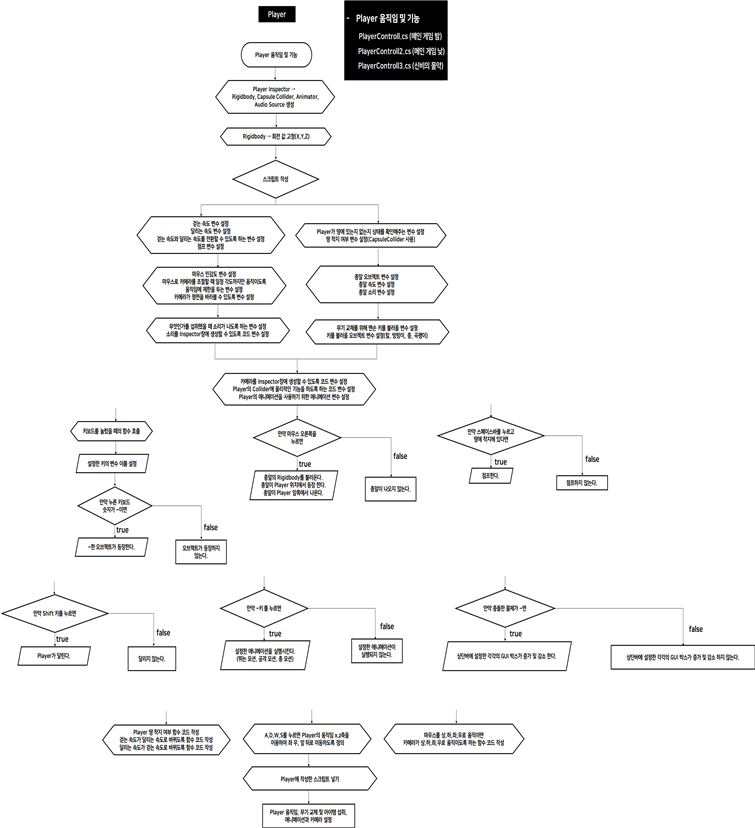 Player
- Player 움직임 및 기능
PlayerControll.cs (메인 게임 밤)
PlayerControll2.cs (메인 게임 낮)
PlayerControll3.cs (신비의 물약)
Player 움직임 및 기능
Player Inspector →
Rigidbody, Capsule Collider, Animator,
Audio Source 생성
Rigidbody → 회전 값 고정(X,Y,Z)
스크립트 작성
걷는 속도 변수 설정
달리는 속도 변수 설정
걷는 속도와 달리는 속도를 전환할 수 있도록 하는 변수 설정
점프 변수 설정
Player가 땅에 있는지 없는지 상태를 확인해주는 변수 설정
땅 착지 여부 변수 설정(CapsuleCollider 사용)
마우스 민감도 변수 설정
마우스로 카메라를 조절할 때 일정 각도까지만 움직이도록
움직임에 제한을 두는 변수 설정
카메라가 정면을 바라볼 수 있도록 변수 설정
총알 오브젝트 변수 설정
총알 속도 변수 설정
총알 소리 변수 설정
무엇인가를 섭취했을 때 소리가 나도록 하는 변수 설정
소리를 Inspector창에 생성할 수 있도록 코드 변수 설정
무기 교체를 위해 맨손 키를 불러올 변수 설정
키를 불러올 오브젝트 변수 설정(칼, 방망이, 총, 곡괭이)
카메라를 Inspector창에 생성할 수 있도록 코드 변수 설정
Player의 Collider에 물리적인 기능을 하도록 하는 코드 변수 설정
Player의 애니메이션을 사용하기 위한 애니메이션 변수 설정
키보드를 눌렀을 때의 함수 호출
설정한 키의 변수 이름 설정
만약 누른 키보드
숫자가 ~이면
true
false
~한 오브젝트가 등장한다.
오브젝트가 등장하지
않는다.
만약 마우스 오른쪽을
누르면
true
false
총알의 Rigidbody를 불러온다.
총알이 Player 위치에서 등장 한다.
총알이 Player 앞쪽에서 나온다.
총알이 나오지 않는다.
만약 스페이스바를 누르고
땅에 착지해 있다면
true
false
점프한다.
점프하지 않는다.
만약 Shift 키를 누르면
true
false
Player가 달린다.
달리지 않는다.
만약 ~키 를 누르면
true
false
설정한 애니메이션을 실행시킨다.
(뛰는 모션, 공격 모션, 총 모션)
설정한 애니메이션이
실행되지 않는다.
만약 충돌한 물체가 ~면
true
false
상단바에 설정한 각각의 GUI 박스가 증가 및 감소 한다.
상단바에 설정한 각각의 GUI 박스가 증가 및 감소 하지 않는다.
Player 땅 착지 여부 함수 코드 작성
걷는 속도가 달리는 속도로 바뀌도록 함수 코드 작성
달리는 속도가 걷는 속도로 바뀌도록 함수 코드 작성
A,D,W,S를 누르면 Player의 움직임 x,z축을
이용하여 좌 우, 앞 뒤로 이동하도록 정의
마우스를 상,하,좌,우로 움직이면
카메라가 상,하,좌,우로 움직이도록 하는 함수 코드 작성
Player에 작성한 스크립트 넣기
Player 움직임, 무기 교체 및 아이템 섭취,
애니메이션과 카메라 설정